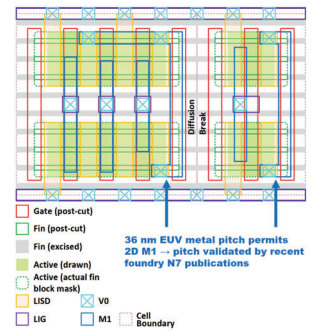 Diffusion
Break
36 nm EUV metal pitch permits
2D M1 → pitch validated by recent
foundry N7 publications
Gate (post-cut)
Fin (post-cut)
Fin (excised)
Active (drawn)
Active (actual fin
block mask)
LISD
V0
LIG
M1
Cell
Boundary